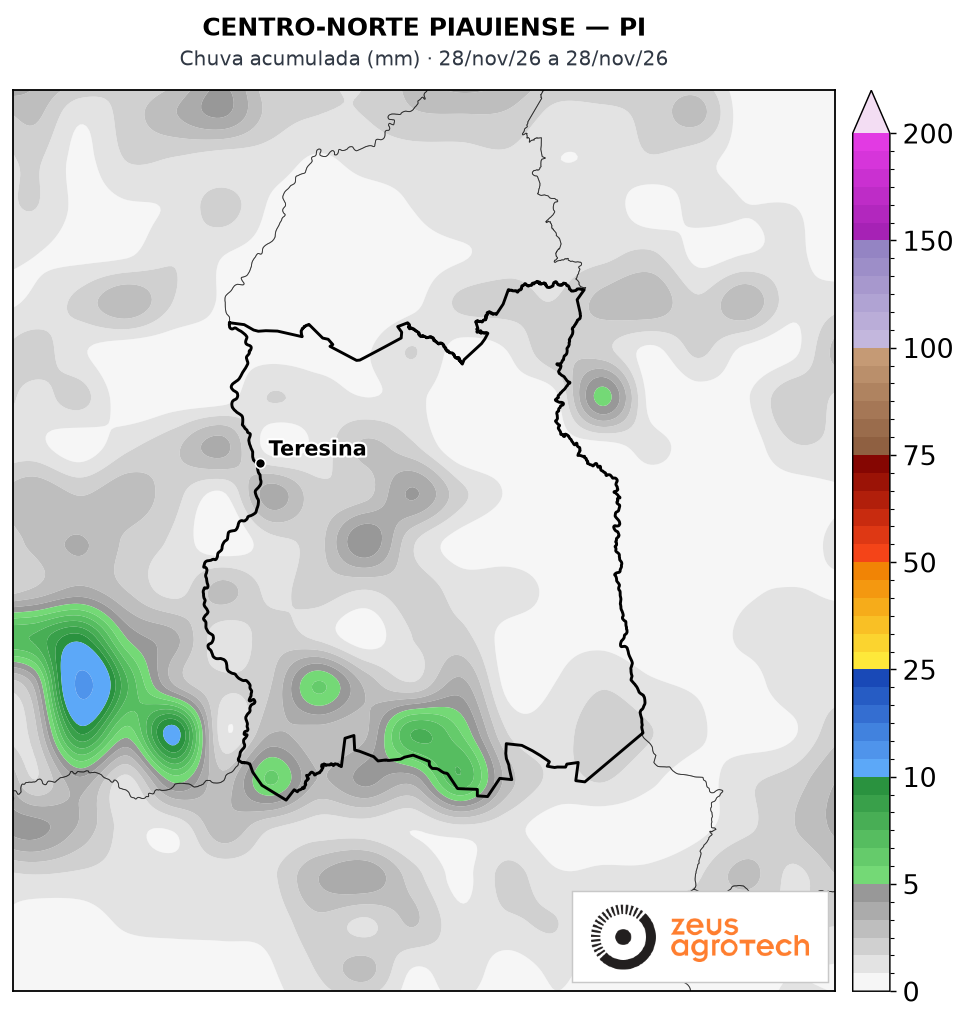 CENTRO-NORTE PIAUIENSE — PI
Chuva acumulada (mm) · 28/nov/26 a 28/nov/26
Teresina
200
150
100
75
50
25
10
5
0
zeus
agrotech